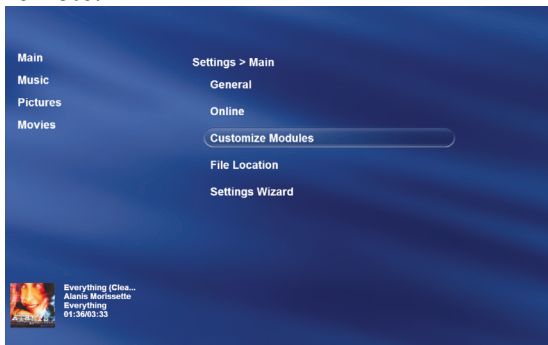 Main
Music
Pictures
Movies
Settings > Main
General
Online
Customize Modules
File Location
Settings Wizard
Everything (Clea...
Alanis Morissette
Everything
01:36/03:33